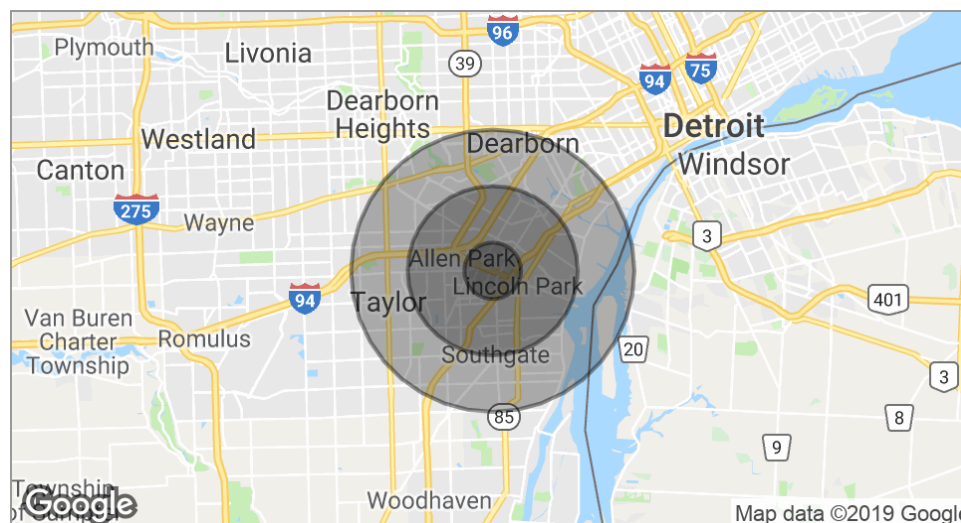 96
Plymouth
Livonia
39
94
75
Dearborn
Heights
Detroit
Westland
Dearborn
Windsor
Canton
275
Wayne
3
Allen Park
Lincoln Park
94
Taylor
401
Van Buren
Charter
Township
Romulus
Southgate
20
3
85
8
9
Township
Woodhaven
Google
Map data ©2019 Google